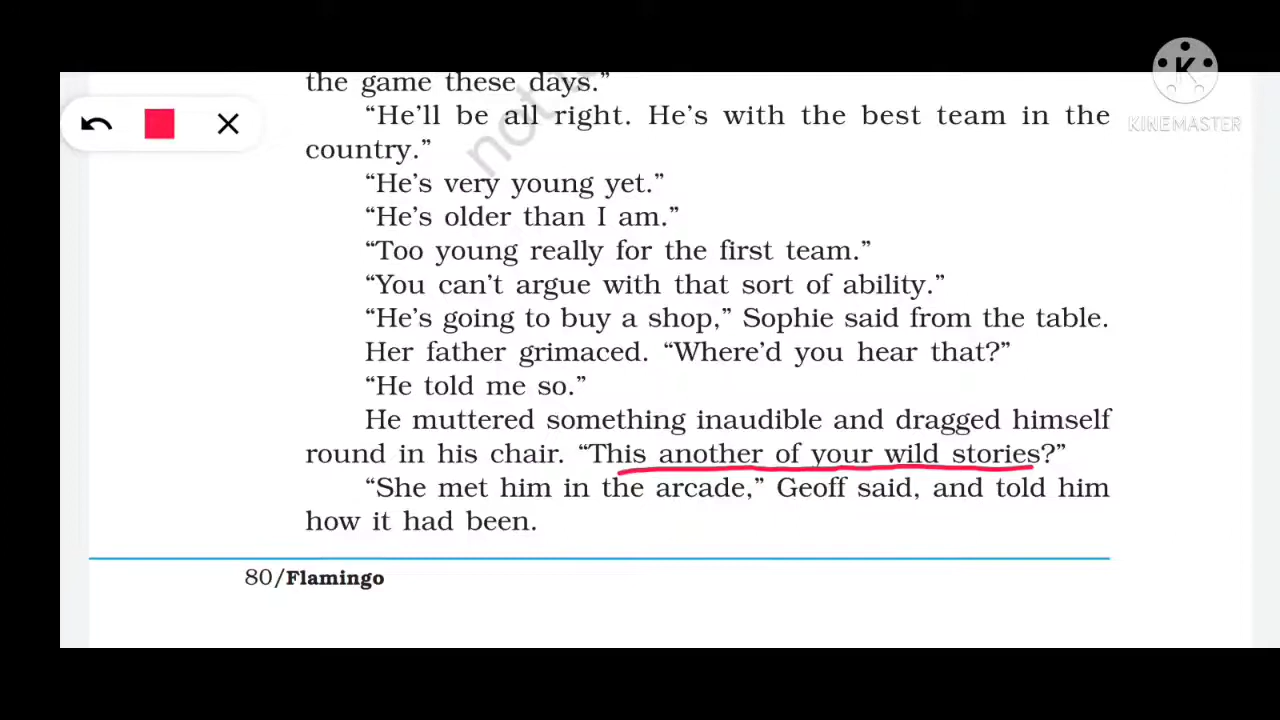 the game these days.”
“He’ll be all right. He’s with the best team in the
country.”
“He’s very young yet.”
“He’s older than I am.”
“Too young really for the first team.”
“You can’t argue with that sort of ability.”
“He’s going to buy a shop,” Sophie said from the table.
Her father grimaced. “Where’d you hear that?”
“He told me so.”
He muttered something inaudible and dragged himself
round in his chair. “This another of your wild stories?”
“She met him in the arcade,” Geoff said, and told him
how it had been.
80/Flamingo
not
K
KINEMASTER